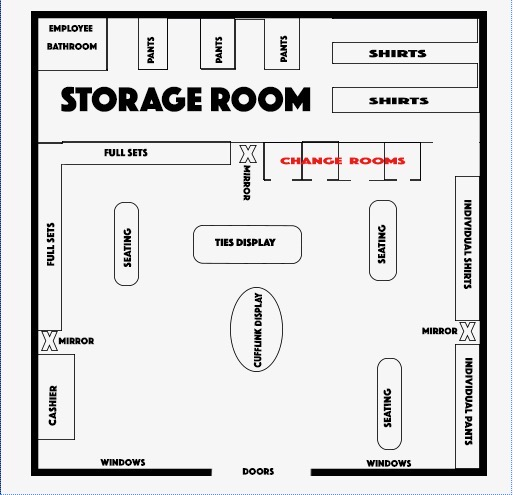 EMPLOYEE
BATHROOM
PANTS
PANTS
PANTS
SHIRTS
SHIRTS
STORAGE ROOM
FULL SETS
MIRROR
CHANGE ROOMS
FULL SETS
SEATING
TIES DISPLAY
SEATING
INDIVIDUAL SHIRTS
CUFFLINK DISPLAY
MIRROR
MIRROR
CASHIER
SEATING
INDIVIDUAL PANTS
WINDOWS
DOORS
WINDOWS